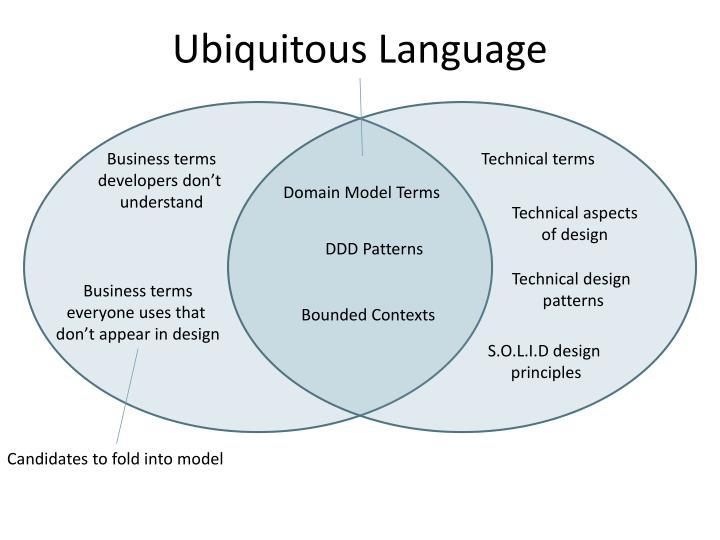 Ubiquitous Language
Business terms
developers don’t
understand
Technical terms
Domain Model Terms
Technical aspects
of design
DDD Patterns
Technical design
patterns
Business terms
everyone uses that
don’t appear in design
Bounded Contexts
S.O.L.I.D design
principles
Candidates to fold into model